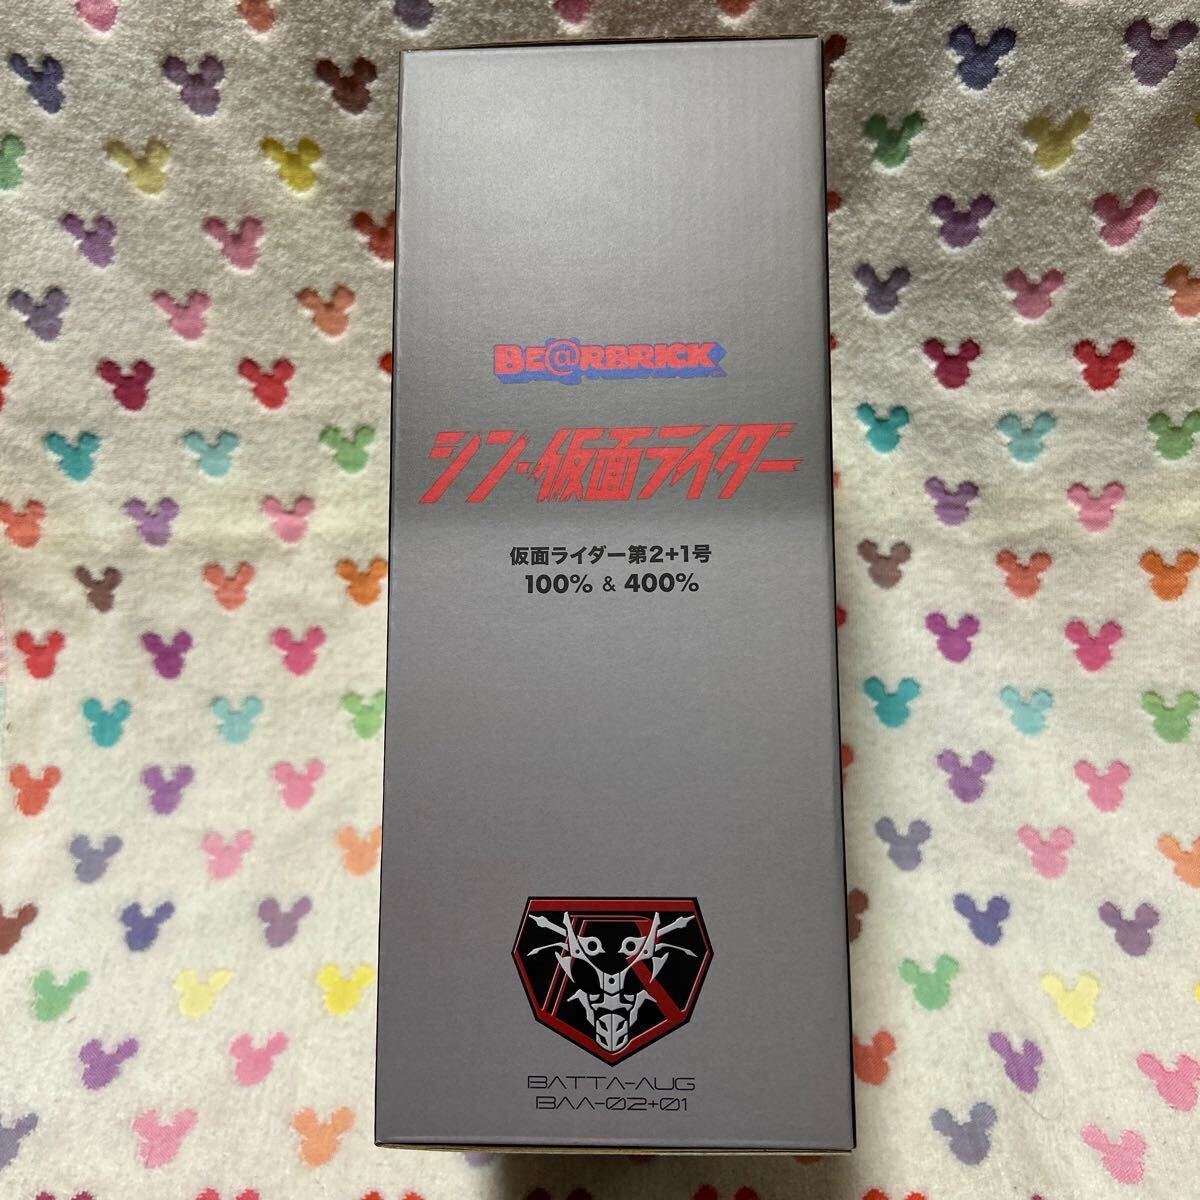 BE@RBRICK
シン・仮面ライダー
仮面ライダー第2+1号
100% & 400%
BATTA-AUG
BAA-02+01